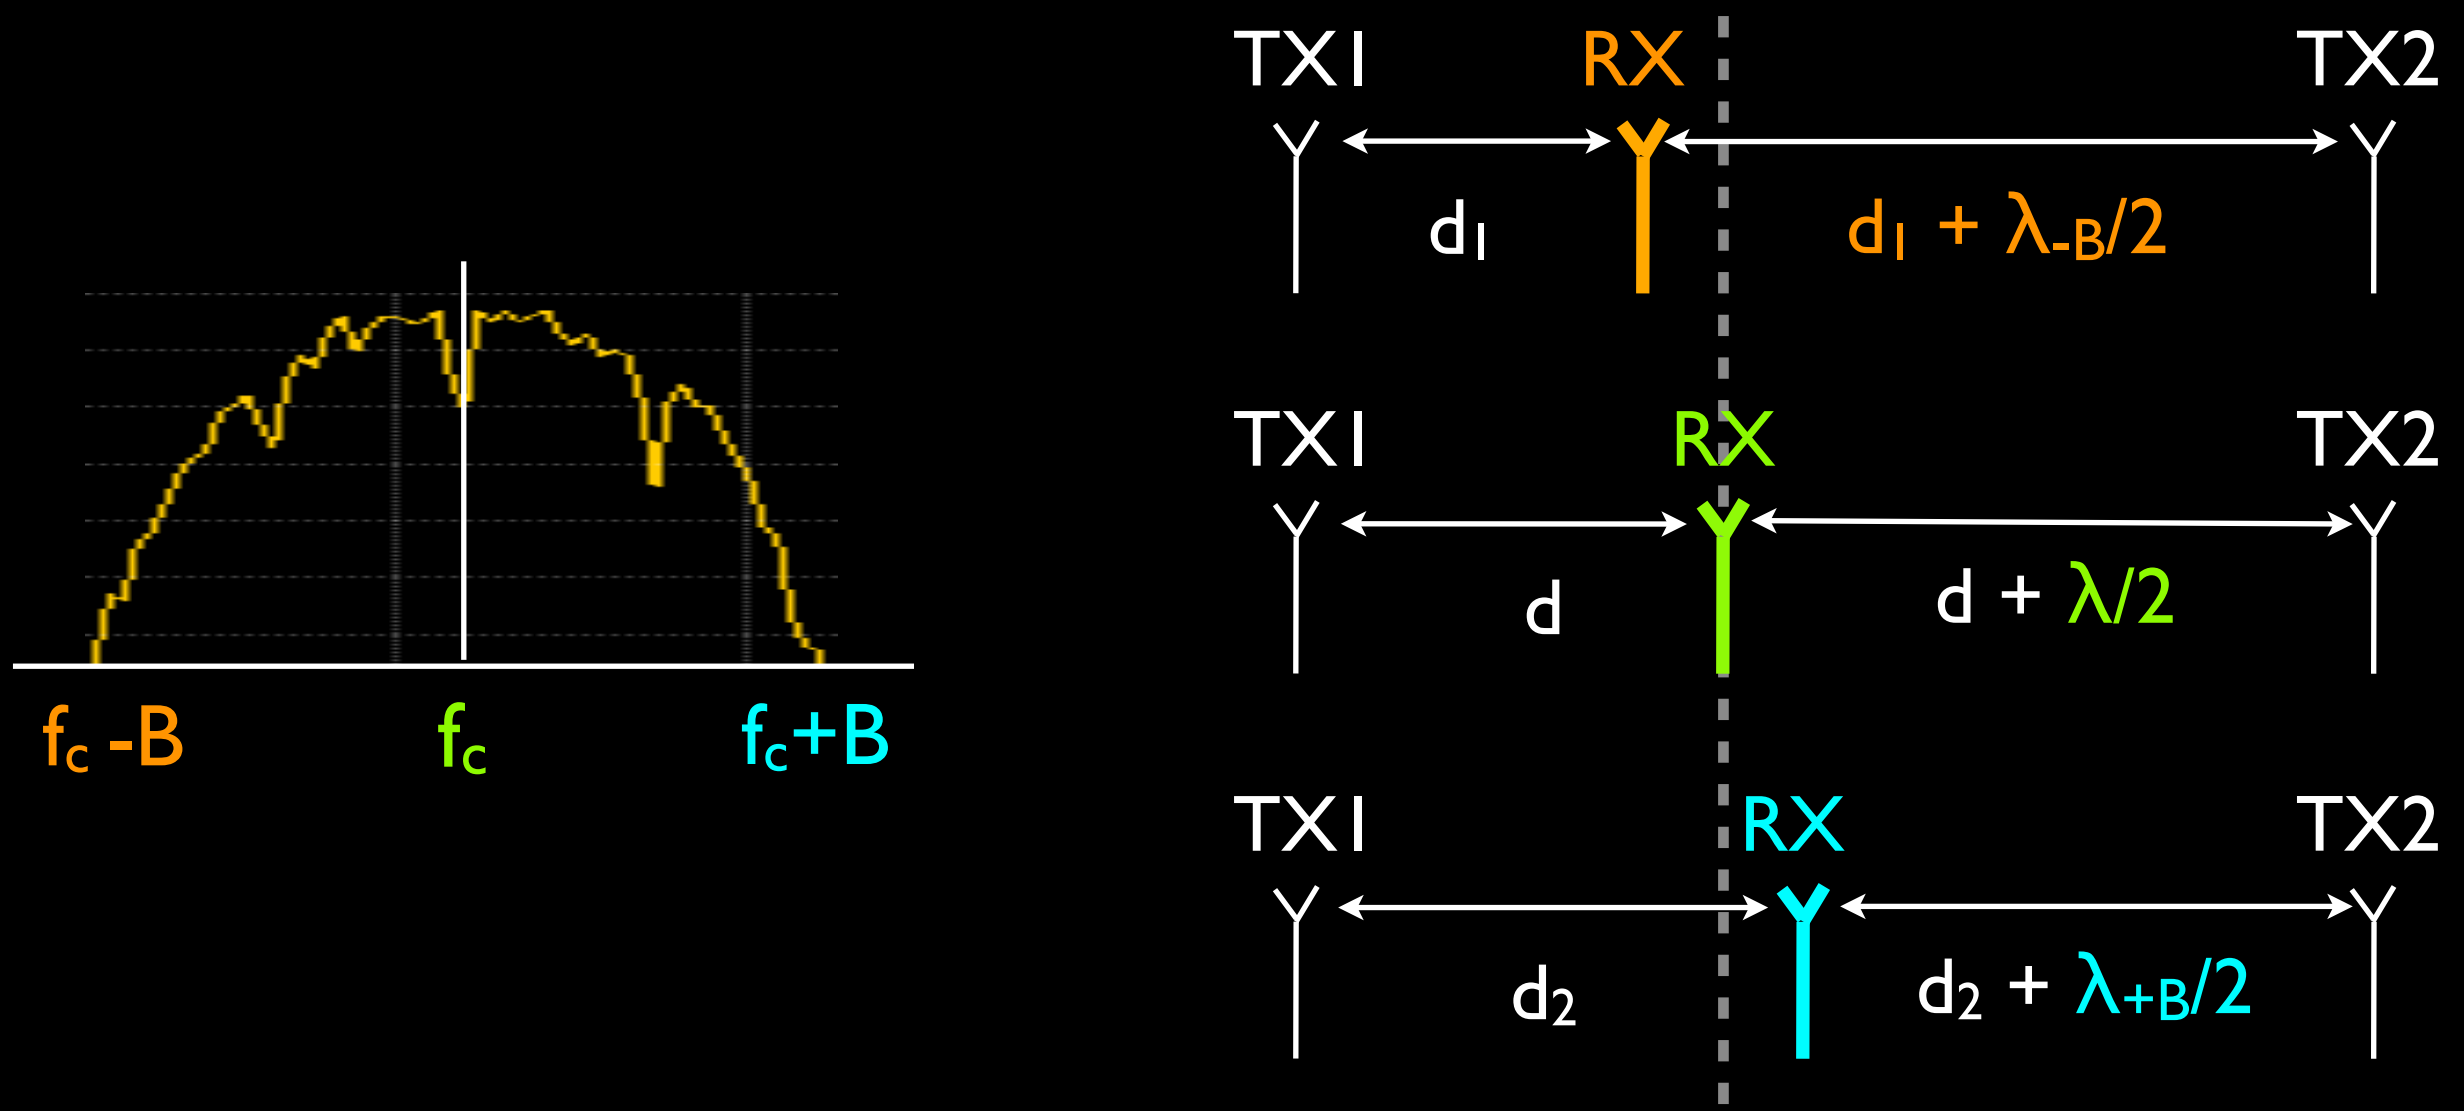 TX1 RX TX2
d1 d1 + λ-B/2
TX1 RX TX2
d d + λ/2
fc -B fc fc+B
TX1 RX TX2
d2 d2 + λ+B/2